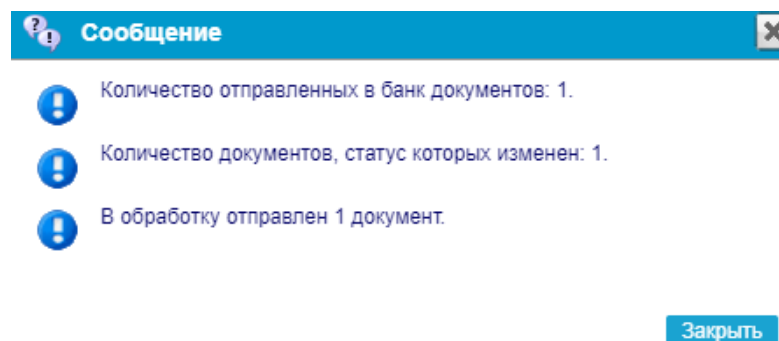 Сообщение
Количество отправленных в банк документов: 1.
Количество документов, статус которых изменен: 1.
В обработку отправлен 1 документ.
Закрыть